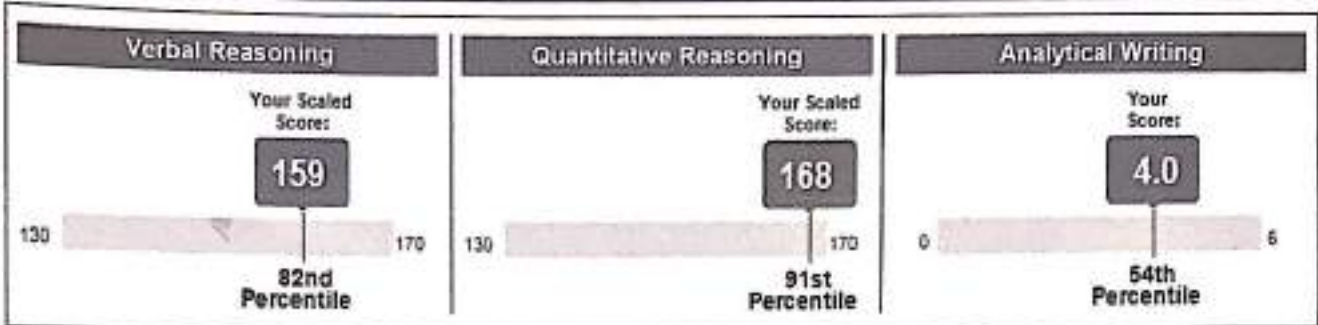 Verbal Reasoning
Your Scaled
Score:
159
130
170
82nd
Percentile
Quantitative Reasoning
Your Scaled
Score:
168
130
170
91st
Percentile
Analytical Writing
Your
Score:
4.0
0
6
54th
Percentile